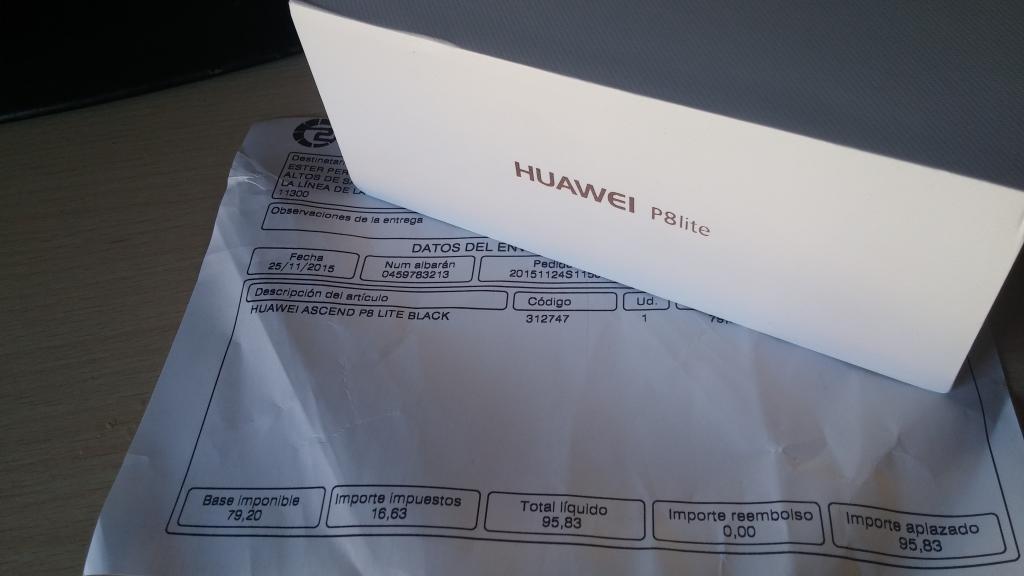 HUAWEI P8lite
Destinatar
ESTER PER
ALTOS DE S
LA LÍNEA DE LA
11300
Observaciones de la entrega
DATOS DEL ENV
Fecha
25/11/2015
Num albarán
0459783213
Pedido
20151124S1150
Descripción del artículo
Código
Ud.
HUAWEI ASCEND P8 LITE BLACK
312747
1
Base imponible
79,20
Importe impuestos
16,63
Total líquido
95,83
Importe reembolso
0,00
Importe aplazado
95,83